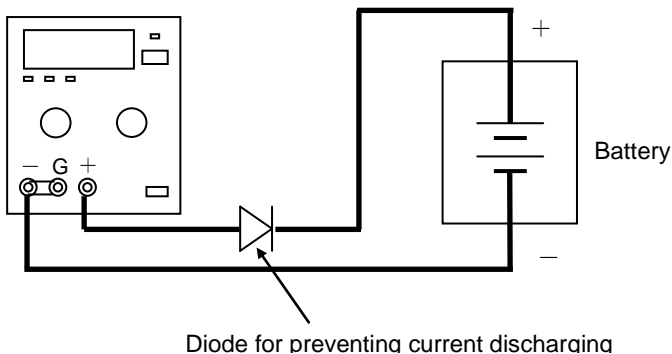 +
Battery
− G +
−
Diode for preventing current discharging